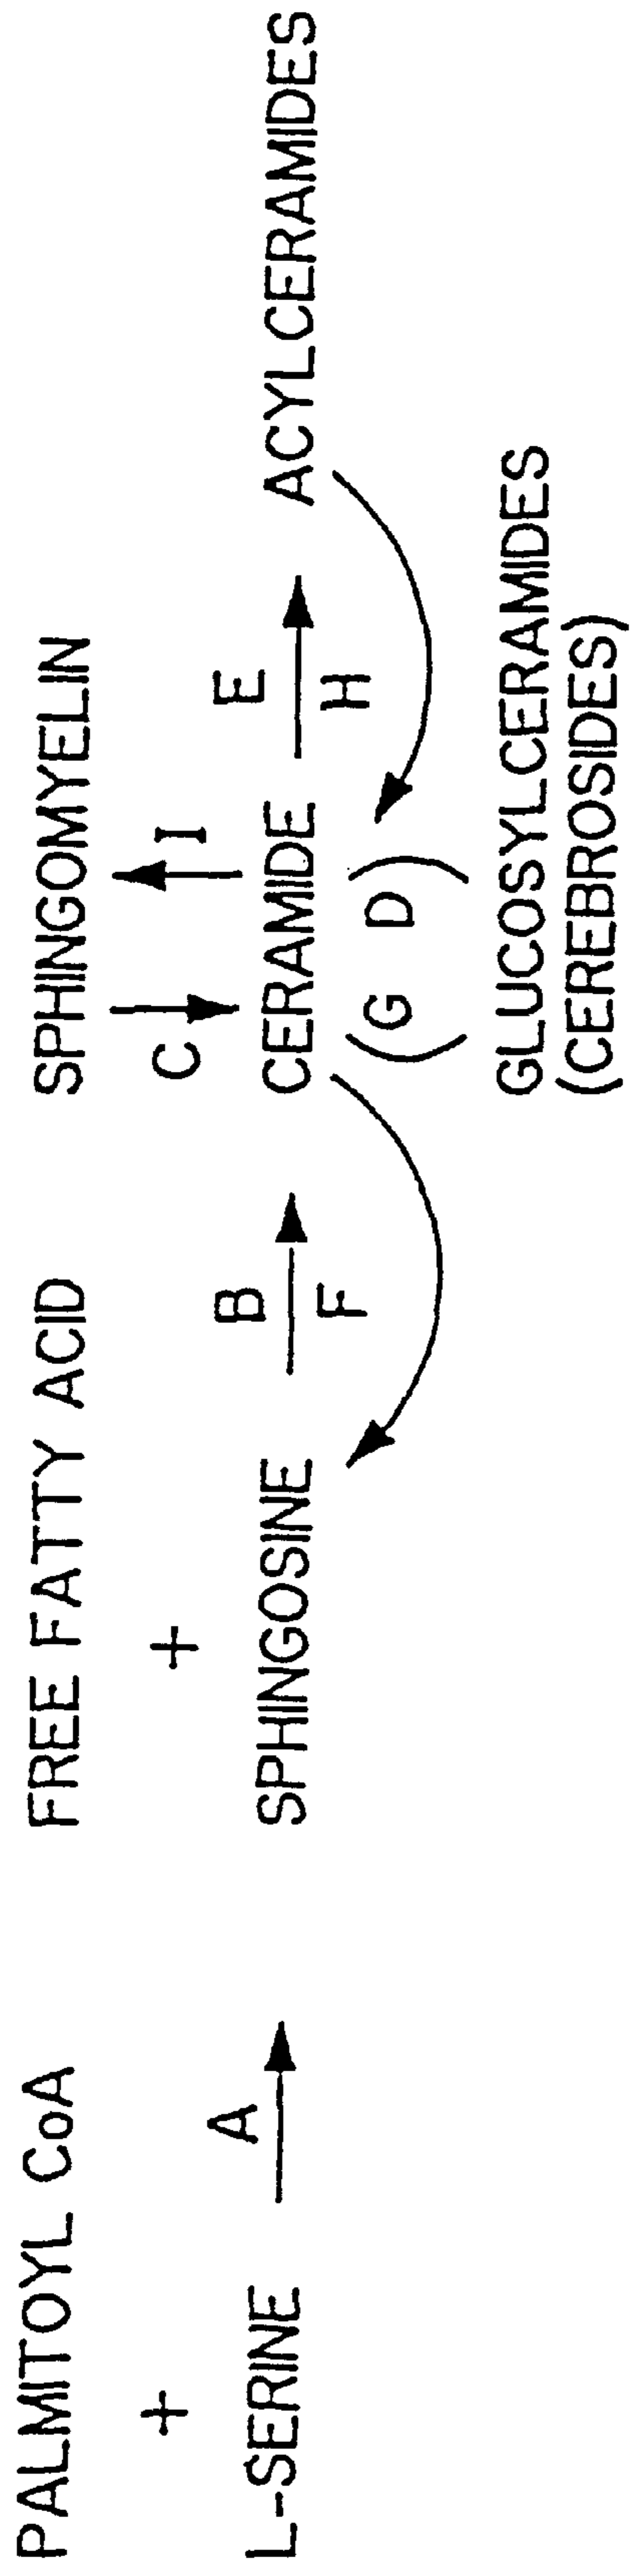 PALMITOYL CoA
+
L-SERINE
A
FREE FATTY ACID
+
SPHINGOSINE
B
F
SPHINGOMYELIN
C
I
CERAMIDE
(G D)
GLUCOSYLCERAMIDES
(CEREBROSIDES)
E
H
ACYLCERAMIDES